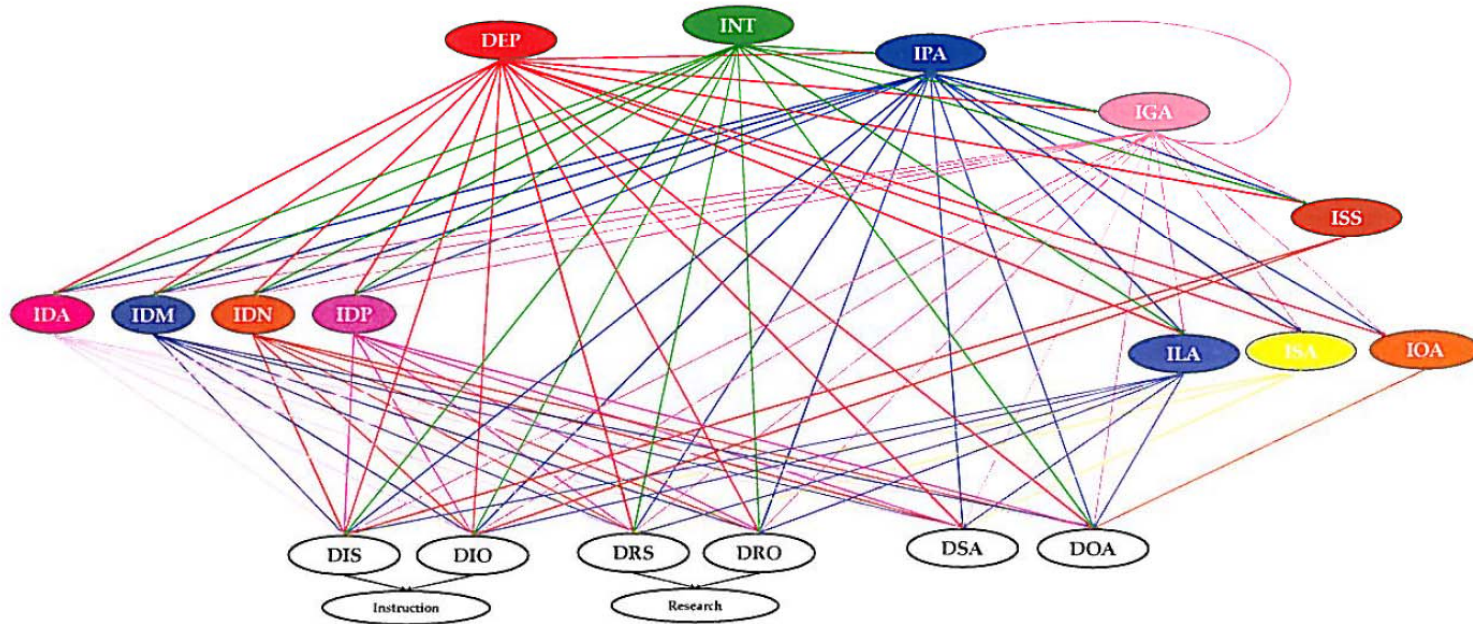 DEP
INT
IPA
IGA
ISS
IDA
IDM
IDN
IDP
ILA
ISA
IOA
DIS
DIO
DRS
DRO
DSA
DOA
Instruction
Research